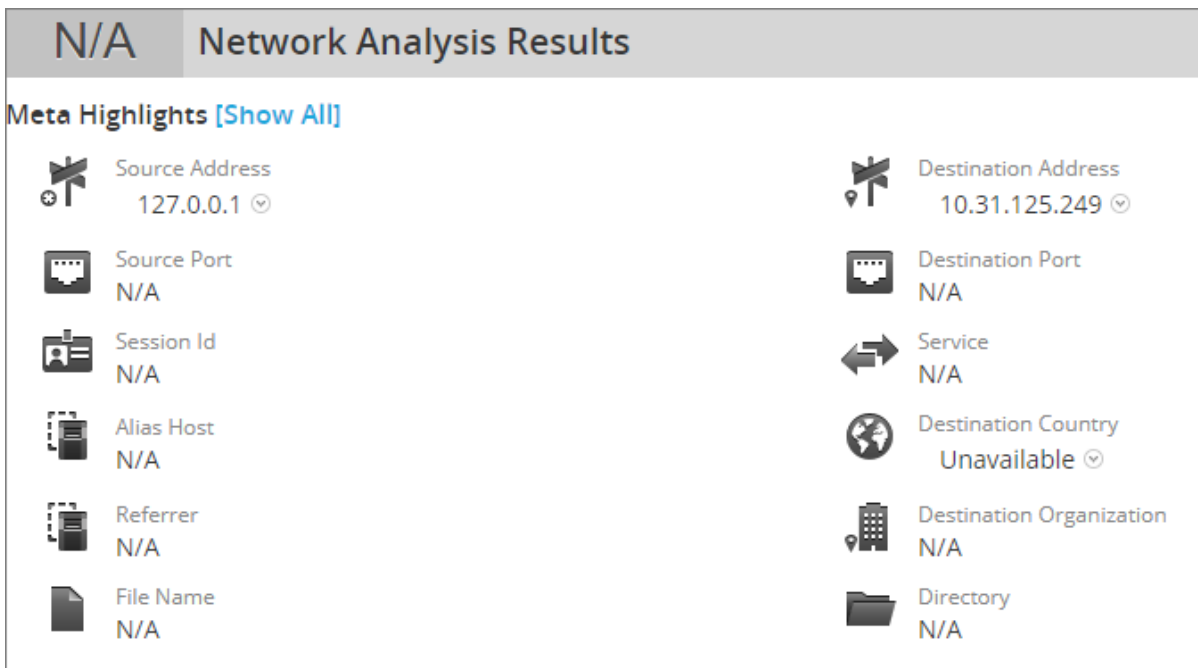 N/A Network Analysis Results
Meta Highlights [Show All]
Source Address
127.0.0.1
Destination Address
10.31.125.249
Source Port
N/A
Destination Port
N/A
Session Id
N/A
Service
N/A
Alias Host
N/A
Destination Country
Unavailable
Referrer
N/A
Destination Organization
N/A
File Name
N/A
Directory
N/A